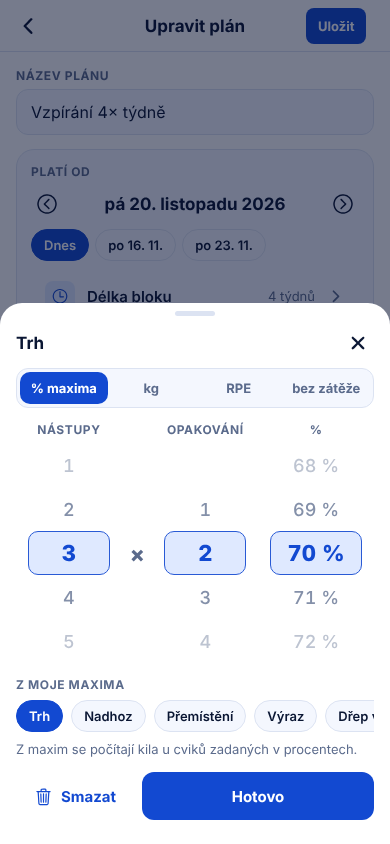 Upravit plán
Uložit
NÁZEV PLÁNU
Vzpírání 4× týdně
PLATÍ OD
pá 20. listopadu 2026
Dnes
po 16. 11.
po 23. 11.
Délka bloku
4 týdnů
Trh
% maxima
kg
RPE
bez zátěže
NÁSTUPY
OPAKOVÁNÍ
%
1
68 %
2
1
69 %
3
×
2
70 %
4
3
71 %
5
4
72 %
Z MOJE MAXIMA
Trh
Nadhoz
Přemístění
Výraz
Dřep
Z maxim se počítají kila u cviků zadaných v procentech.
Smazat
Hotovo